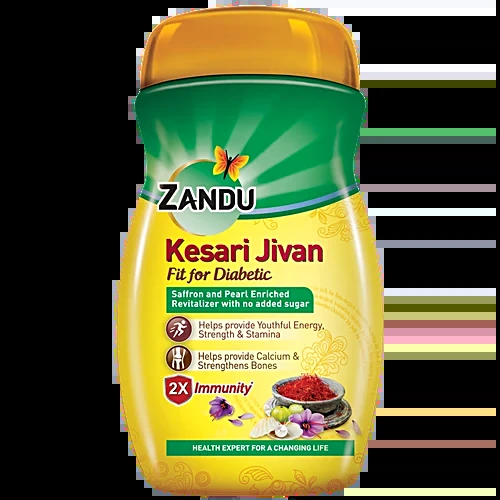 ZANDU
Kesari Jivan
Fit for Diabetic
Saffron and Pearl Enriched
Revitalizer with no added sugar
Helps provide Youthful Energy,
Strength & Stamina
Helps provide Calcium &
Strengthens Bones
2X Immunity*
HEALTH EXPERT FOR A CHANGING LIFE